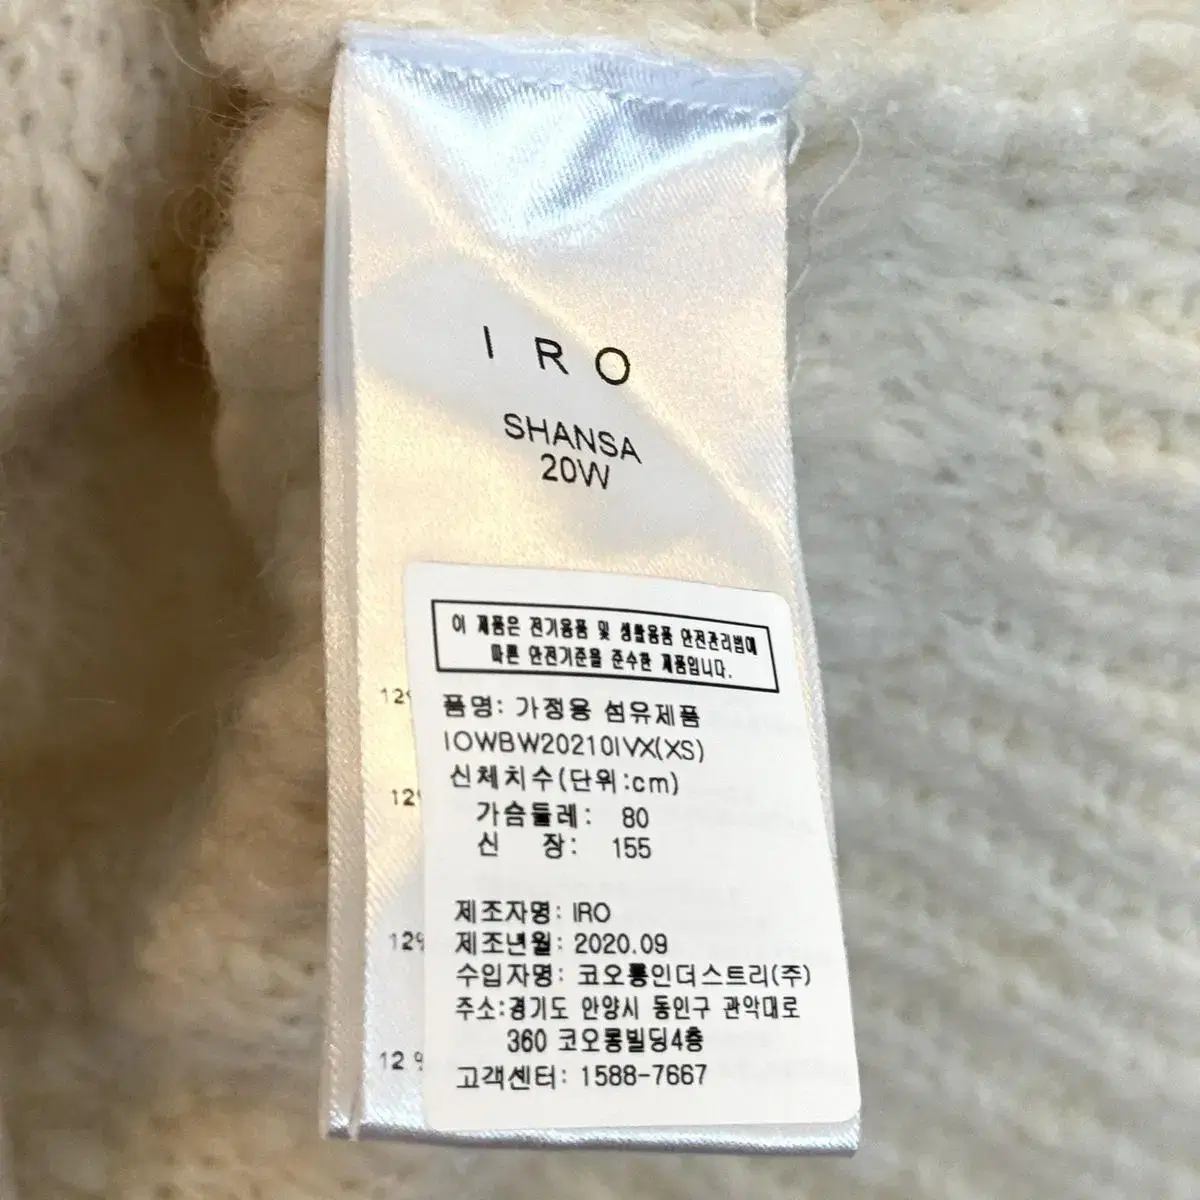 I R O
SHANSA
20W
이 제품은 전기용품 및 생활용품 안전관리법에
따른 안전기준을 준수한 제품입니다.
품명: 가정용 섬유제품
IOWBW20210IVX(XS)
신체치수(단위:cm)
가슴둘레: 80
신 장: 155
제조자명: IRO
제조년월: 2020.09
수입자명: 코오롱인더스트리(주)
주소:경기도 안양시 동안구 관악대로
360 코오롱빌딩4층
고객센터: 1588-7667
12%
12%
12%
12 %